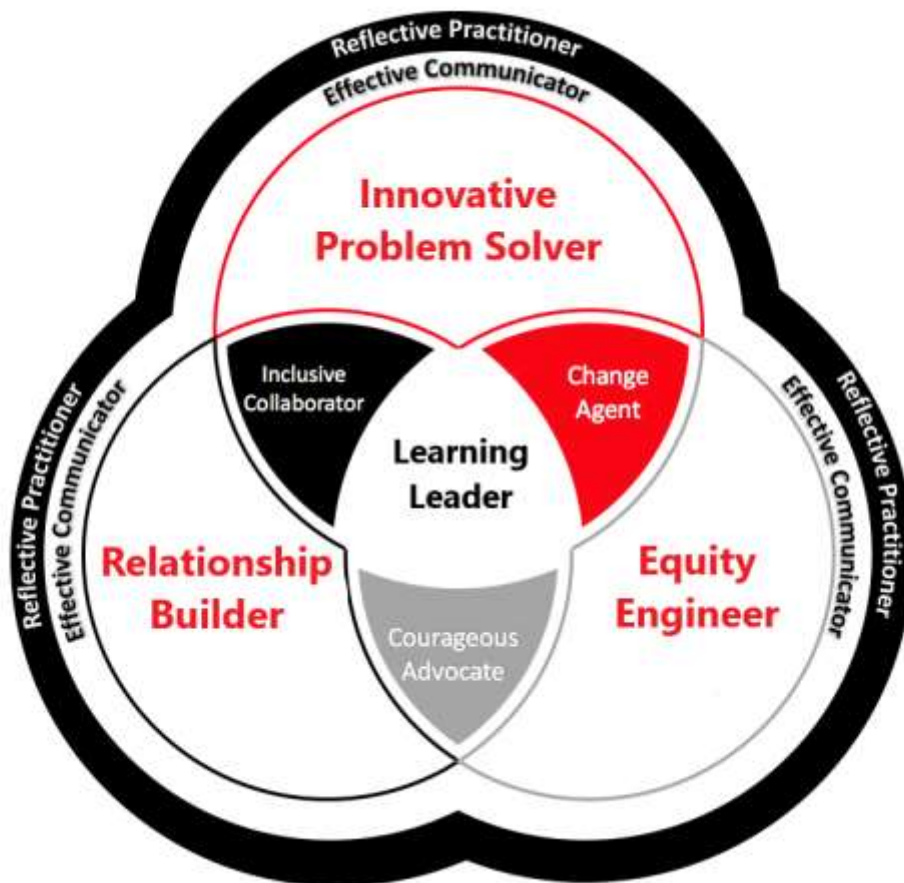 Reflective Practitioner
Effective Communicator
Innovative
Problem Solver
Inclusive
Collaborator
Change
Agent
Learning
Leader
Reflective Practitioner
Effective Communicator
Effective Communicator
Reflective Practitioner
Relationship
Builder
Equity
Engineer
Courageous
Advocate